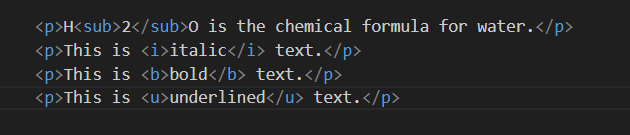 <p>H<sub>2</sub>O is the chemical formula for water.</p>
<p>This is <i>italic</i> text.</p>
<p>This is <b>bold</b> text.</p>
<p>This is <u>underlined</u> text.</p>